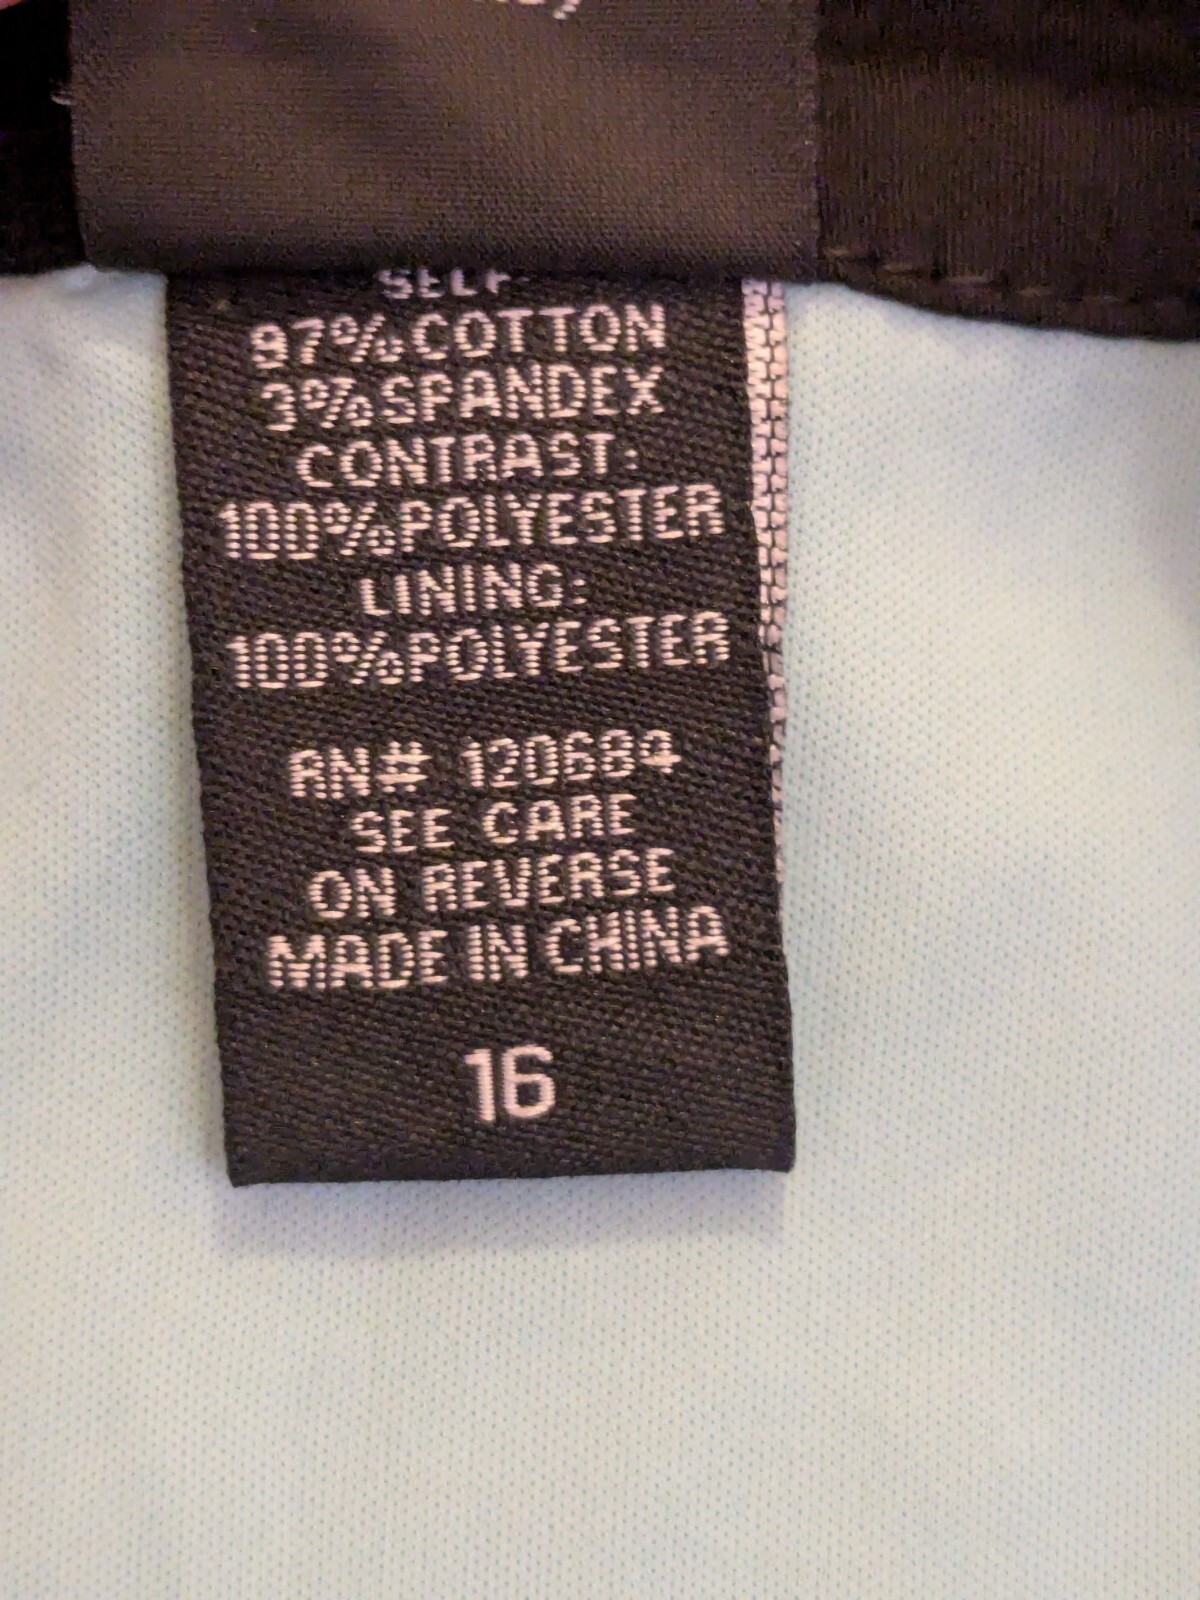 SELF
97% COTTON
3% SPANDEX
CONTRAST:
100% POLYESTER
LINING:
100% POLYESTER
RN# 120684
SEE CARE
ON REVERSE
MADE IN CHINA
16